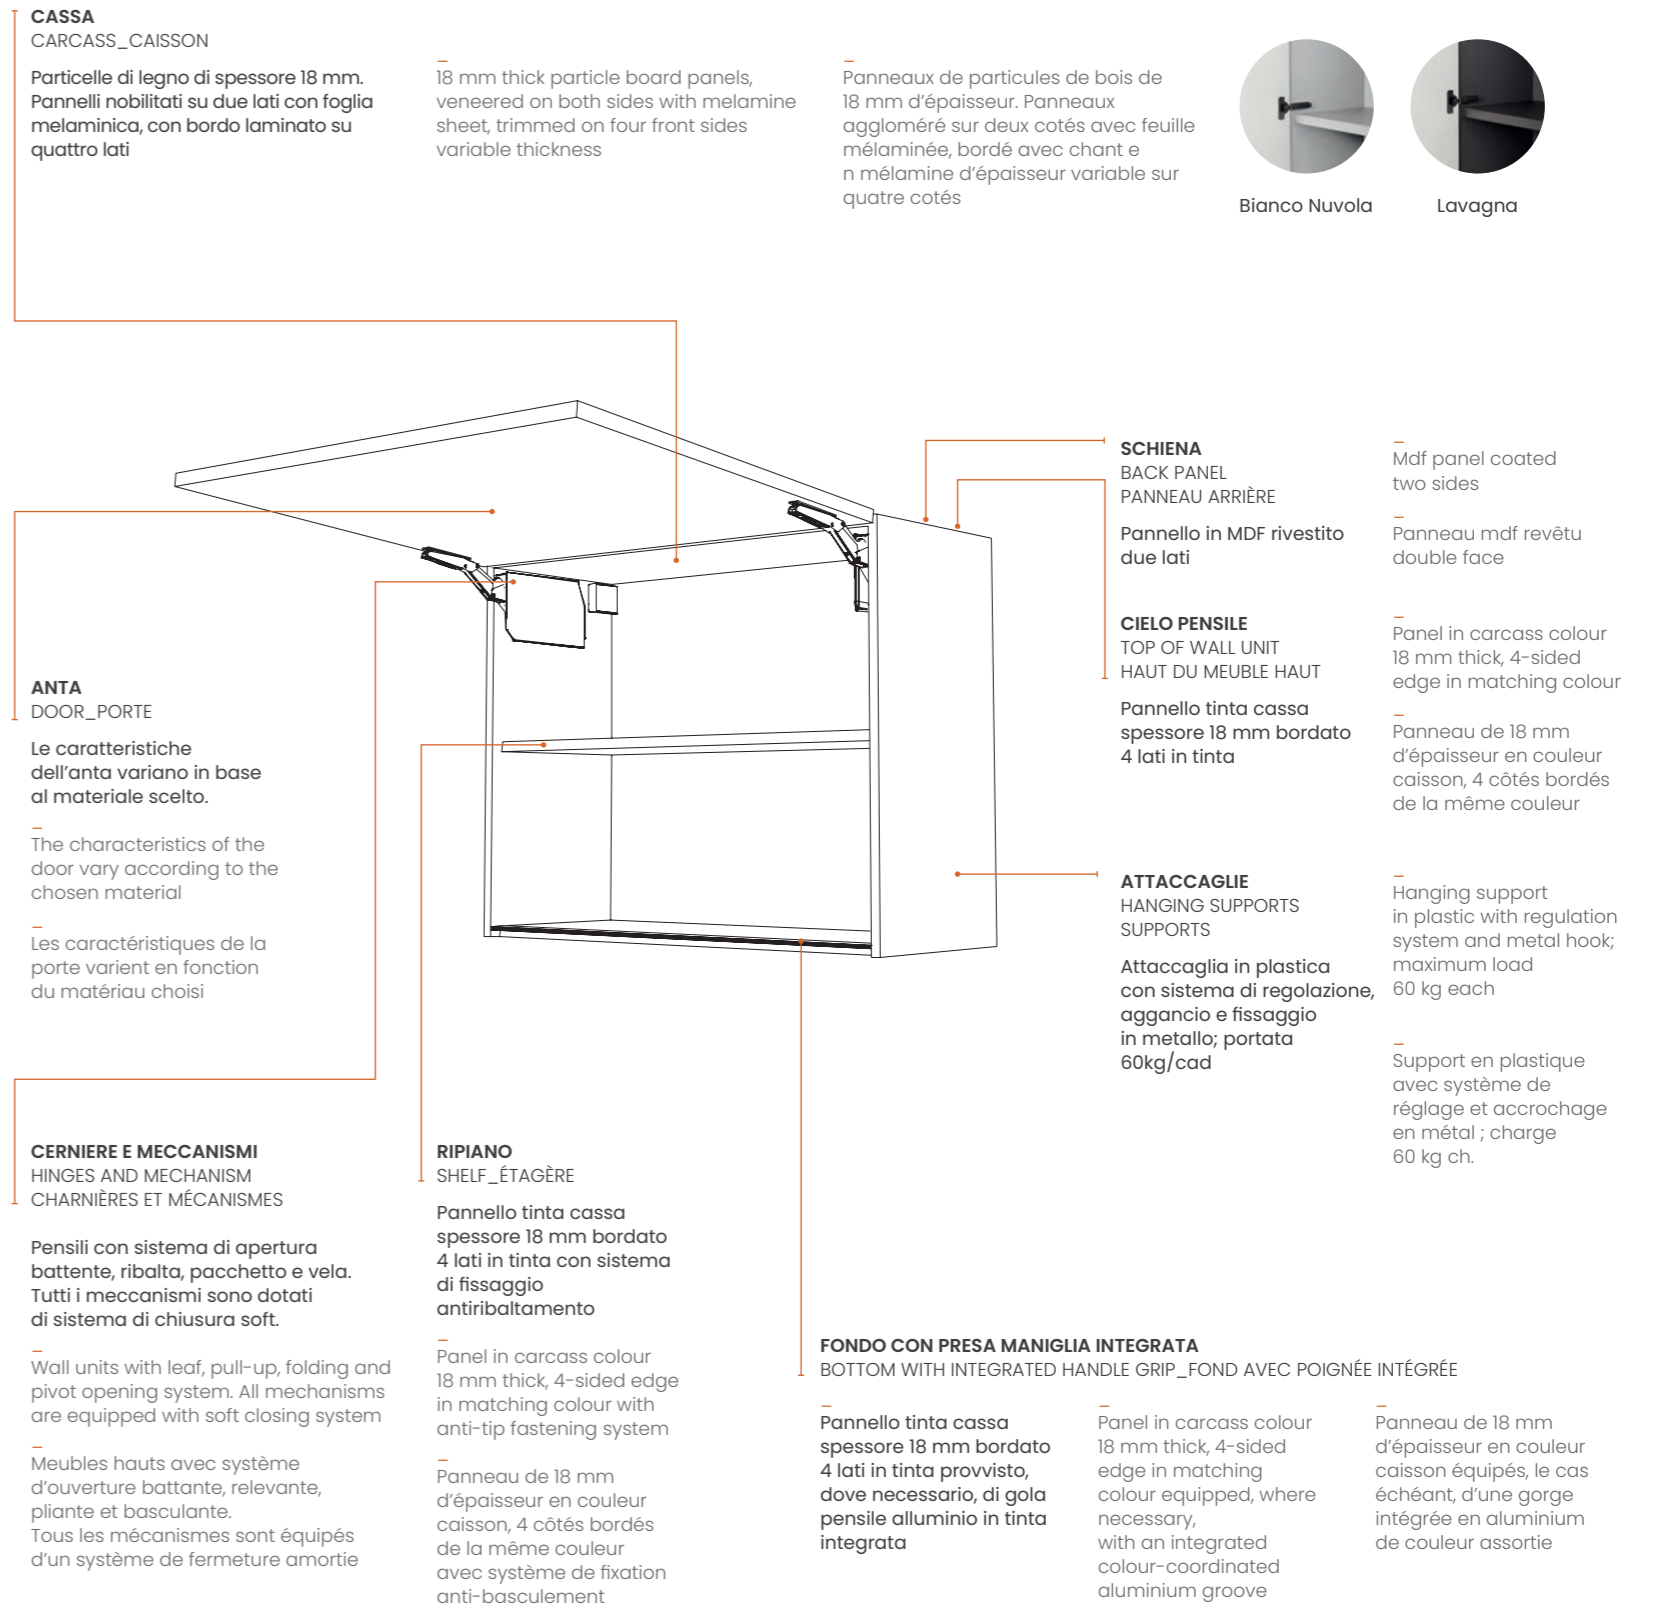 CASSA
CARCASS_CAISSON
Particelle di legno di spessore 18 mm.
Pannelli nobilitati su due lati con foglia
melaminica, con bordo laminato su
quattro lati
18 mm thick particle board panels,
veneered on both sides with melamine
sheet, trimmed on four front sides
variable thickness
Panneaux de particules de bois de
18 mm d’épaisseur. Panneaux
aggloméré sur deux cotés avec feuille
mélaminée, bordé avec chant e
n mélamine d’épaisseur variable sur
quatre cotés
Bianco Nuvola
Lavagna
SCHIENA
BACK PANEL
PANNEAU ARRIÈRE
Pannello in MDF rivestito
due lati
Mdf panel coated
two sides
Panneau mdf revêtu
double face
CIELO PENSILE
TOP OF WALL UNIT
HAUT DU MEUBLE HAUT
Pannello tinta cassa
spessore 18 mm bordato
4 lati in tinta
Panel in carcass colour
18 mm thick, 4-sided
edge in matching colour
Panneau de 18 mm
d’épaisseur en couleur
caisson, 4 côtés bordés
de la même couleur
ANTA
DOOR_PORTE
Le caratteristiche
dell’anta variano in base
al materiale scelto.
The characteristics of the
door vary according to the
chosen material
Les caractéristiques de la
porte varient en fonction
du matériau choisi
ATTACCAGLIE
HANGING SUPPORTS
SUPPORTS
Attaccaglia in plastica
con sistema di regolazione,
aggancio e fissaggio
in metallo; portata
60kg/cad
Hanging support
in plastic with regulation
system and metal hook;
maximum load
60 kg each
Support en plastique
avec système de
réglage et accrochage
en métal ; charge
60 kg ch.
CERNIERE E MECCANISMI
HINGES AND MECHANISM
CHARNIÈRES ET MÉCANISMES
Pensili con sistema di apertura
battente, ribalta, pacchetto e vela.
Tutti i meccanismi sono dotati
di sistema di chiusura soft.
Wall units with leaf, pull-up, folding and
pivot opening system. All mechanisms
are equipped with soft closing system
Meubles hauts avec système
d’ouverture battante, relevante,
pliante et basculante.
Tous les mécanismes sont équipés
d’un système de fermeture amortie
RIPIANO
SHELF_ÉTAGÈRE
Pannello tinta cassa
spessore 18 mm bordato
4 lati in tinta con sistema
di fissaggio
antiribaltamento
Panel in carcass colour
18 mm thick, 4-sided edge
in matching colour with
anti-tip fastening system
Panneau de 18 mm
d’épaisseur en couleur
caisson, 4 côtés bordés
de la même couleur
avec système de fixation
anti-basculement
FONDO CON PRESA MANIGLIA INTEGRATA
BOTTOM WITH INTEGRATED HANDLE GRIP_FOND AVEC POIGNÉE INTÉGRÉE
Pannello tinta cassa
spessore 18 mm bordato
4 lati in tinta provvisto,
dove necessario, di gola
pensile alluminio in tinta
integrata
Panel in carcass colour
18 mm thick, 4-sided
edge in matching
colour equipped, where
necessary,
with an integrated
colour-coordinated
aluminium groove
Panneau de 18 mm
d’épaisseur en couleur
caisson équipés, le cas
échéant, d’une gorge
intégrée en aluminium
de couleur assortie